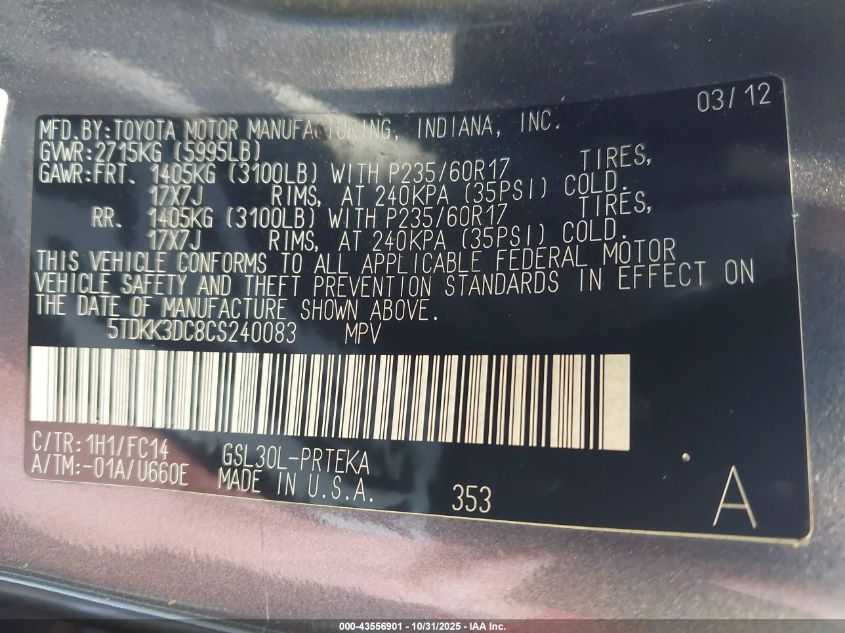 03/12
MFD.BY:TOYOTA MOTOR MANUFACTURING, INDIANA, INC.
GVWR:2715KG (5995LB)
GAWR:FRT. 1405KG (3100LB) WITH P235/60R17 TIRES,
17X7J RIMS, AT 240KPA (35PSI) COLD.
RR. 1405KG (3100LB) WITH P235/60R17 TIRES,
17X7J RIMS, AT 240KPA (35PSI) COLD.
THIS VEHICLE CONFORMS TO ALL APPLICABLE FEDERAL MOTOR
VEHICLE SAFETY AND THEFT PREVENTION STANDARDS IN EFFECT ON
THE DATE OF MANUFACTURE SHOWN ABOVE.
5TDKK3DC8CS240083 MPV
C/TR:1H1/FC14 GSL30L-PRTEKA
A/TM:-01A/U660E MADE IN U.S.A. 353 A
000-43556901 - 10/31/2025 - IAA Inc.